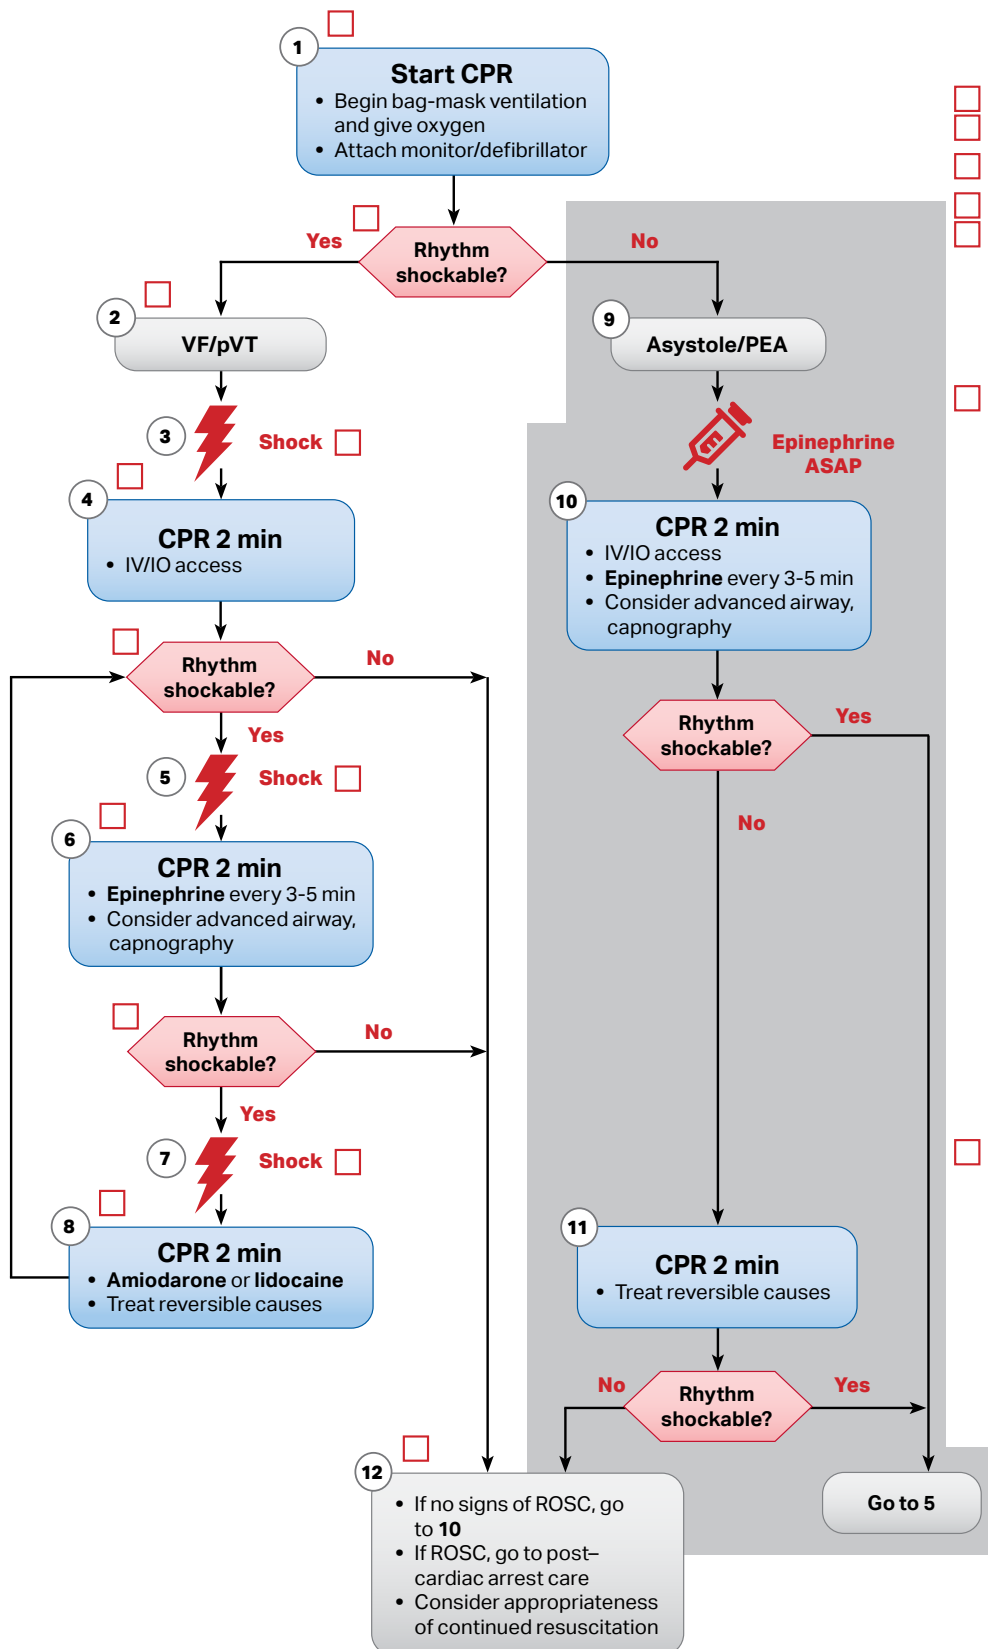 1
Start CPR
• Begin bag-mask ventilation
and give oxygen
• Attach monitor/defibrillator
Rhythm
shockable?
Yes
No
2
VF/pVT
9
Asystole/PEA
3
Shock
Epinephrine
ASAP
4
CPR 2 min
• IV/IO access
10
CPR 2 min
• IV/IO access
• Epinephrine every 3-5 min
• Consider advanced airway,
capnography
Rhythm
shockable?
No
Yes
Rhythm
shockable?
Yes
No
5
Shock
6
CPR 2 min
• Epinephrine every 3-5 min
• Consider advanced airway,
capnography
Rhythm
shockable?
No
Yes
7
Shock
8
CPR 2 min
• Amiodarone or lidocaine
• Treat reversible causes
11
CPR 2 min
• Treat reversible causes
Rhythm
shockable?
No
Yes
12
• If no signs of ROSC, go
to 10
• If ROSC, go to post–
cardiac arrest care
• Consider appropriateness
of continued resuscitation
Go to 5